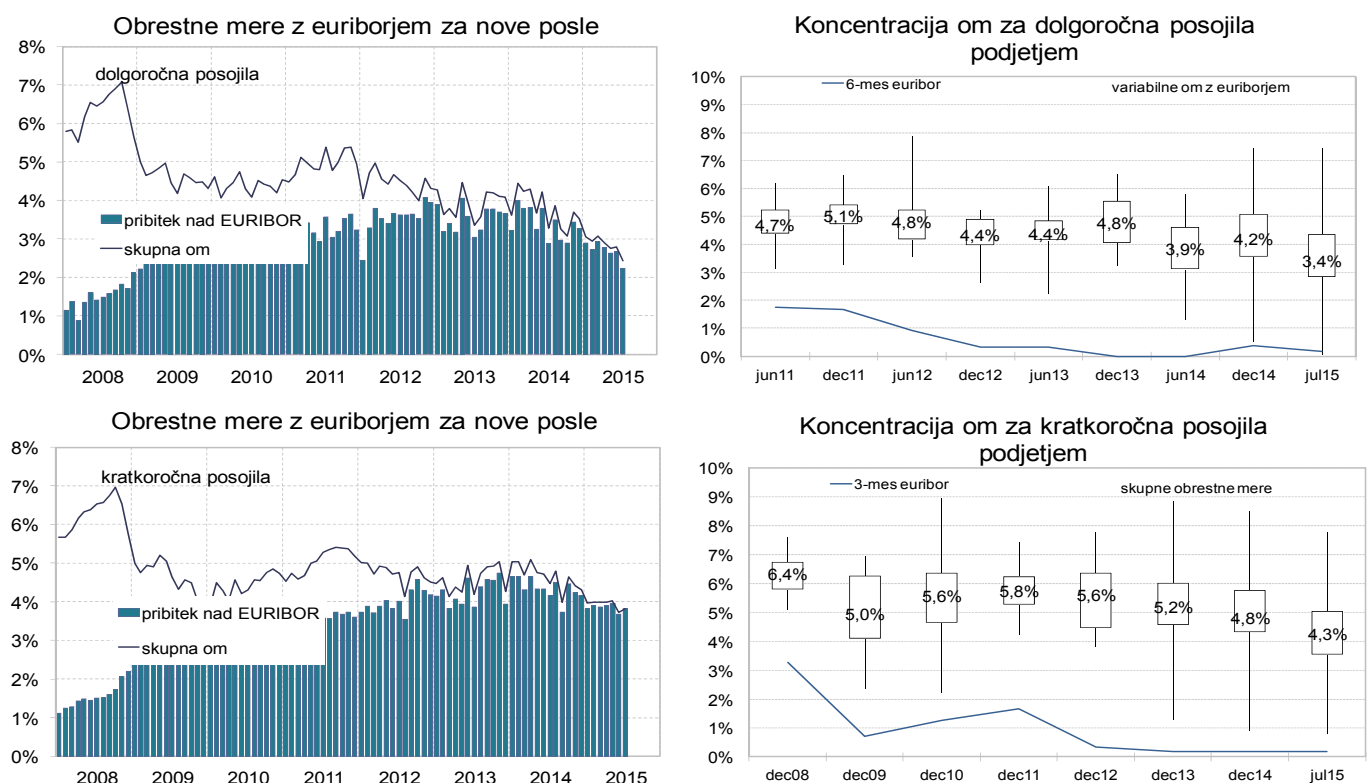 Obrestne mere z euriborjem za nove posle
8%
7%
6%
5%
4%
3%
2%
1%
0%
dolgoročna posojila
pribitek nad EURIBOR
skupna om
2008 2009 2010 2011 2012 2013 2014 2015
Koncentracija om za dolgoročna posojila
podjetjem
10%
9%
8%
7%
6%
5%
4%
3%
2%
1%
0%
6-mes euribor
variabilne om z euriborjem
4,7% 5,1% 4,8% 4,4% 4,4% 4,8% 3,9% 4,2% 3,4%
jun11 dec11 jun12 dec12 jun13 dec13 jun14 dec14 jul15
Obrestne mere z euriborjem za nove posle
8%
7%
6%
5%
4%
3%
2%
1%
0%
kratkoročna posojila
pribitek nad EURIBOR
skupna om
2008 2009 2010 2011 2012 2013 2014 2015
Koncentracija om za kratkoročna posojila
podjetjem
10%
9%
8%
7%
6%
5%
4%
3%
2%
1%
0%
3-mes euribor
skupne obrestne mere
6,4% 5,0% 5,6% 5,8% 5,6% 5,2% 4,8% 4,3%
dec08 dec09 dec10 dec11 dec12 dec13 dec14 jul15